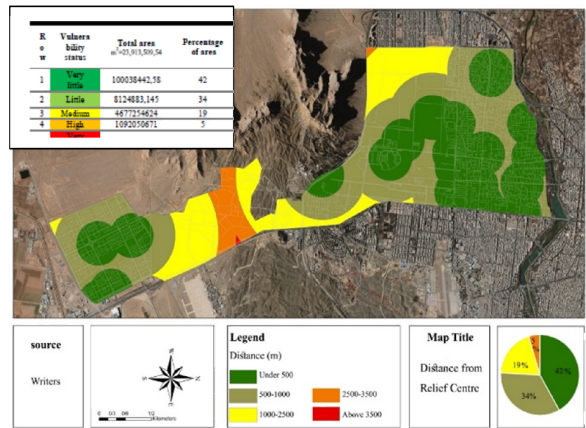 R
o
w
Vulnera
bility
status
Total area
m²=23,913,509,54
Percentage
of area
1 Very
little 100038442,58 42
2 Little 8124883,145 34
3 Medium 4677254624 19
4 High 1092050671 5
source
Writers
N
Kilometers
Legend
Distance (m)
Under 500
500-1000
1000-2500
2500-3500
Above 3500
Map Title
Distance from
Relief Centre
5
%
42%
19%
34%